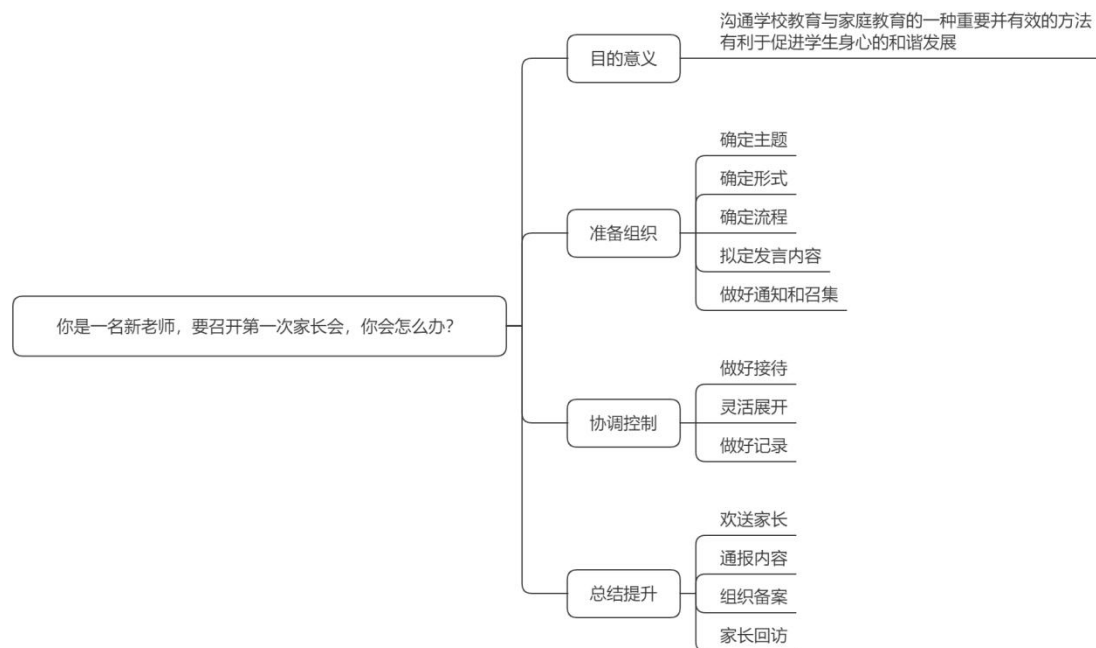 你是一名新老师，要召开第一次家长会，你会怎么办？
目的意义
沟通学校教育与家庭教育的一种重要并有效的方法
有利于促进学生身心的和谐发展
准备组织
确定主题
确定形式
确定流程
拟定发言内容
做好通知和召集
协调控制
做好接待
灵活展开
做好记录
总结提升
欢送家长
通报内容
组织备案
家长回访